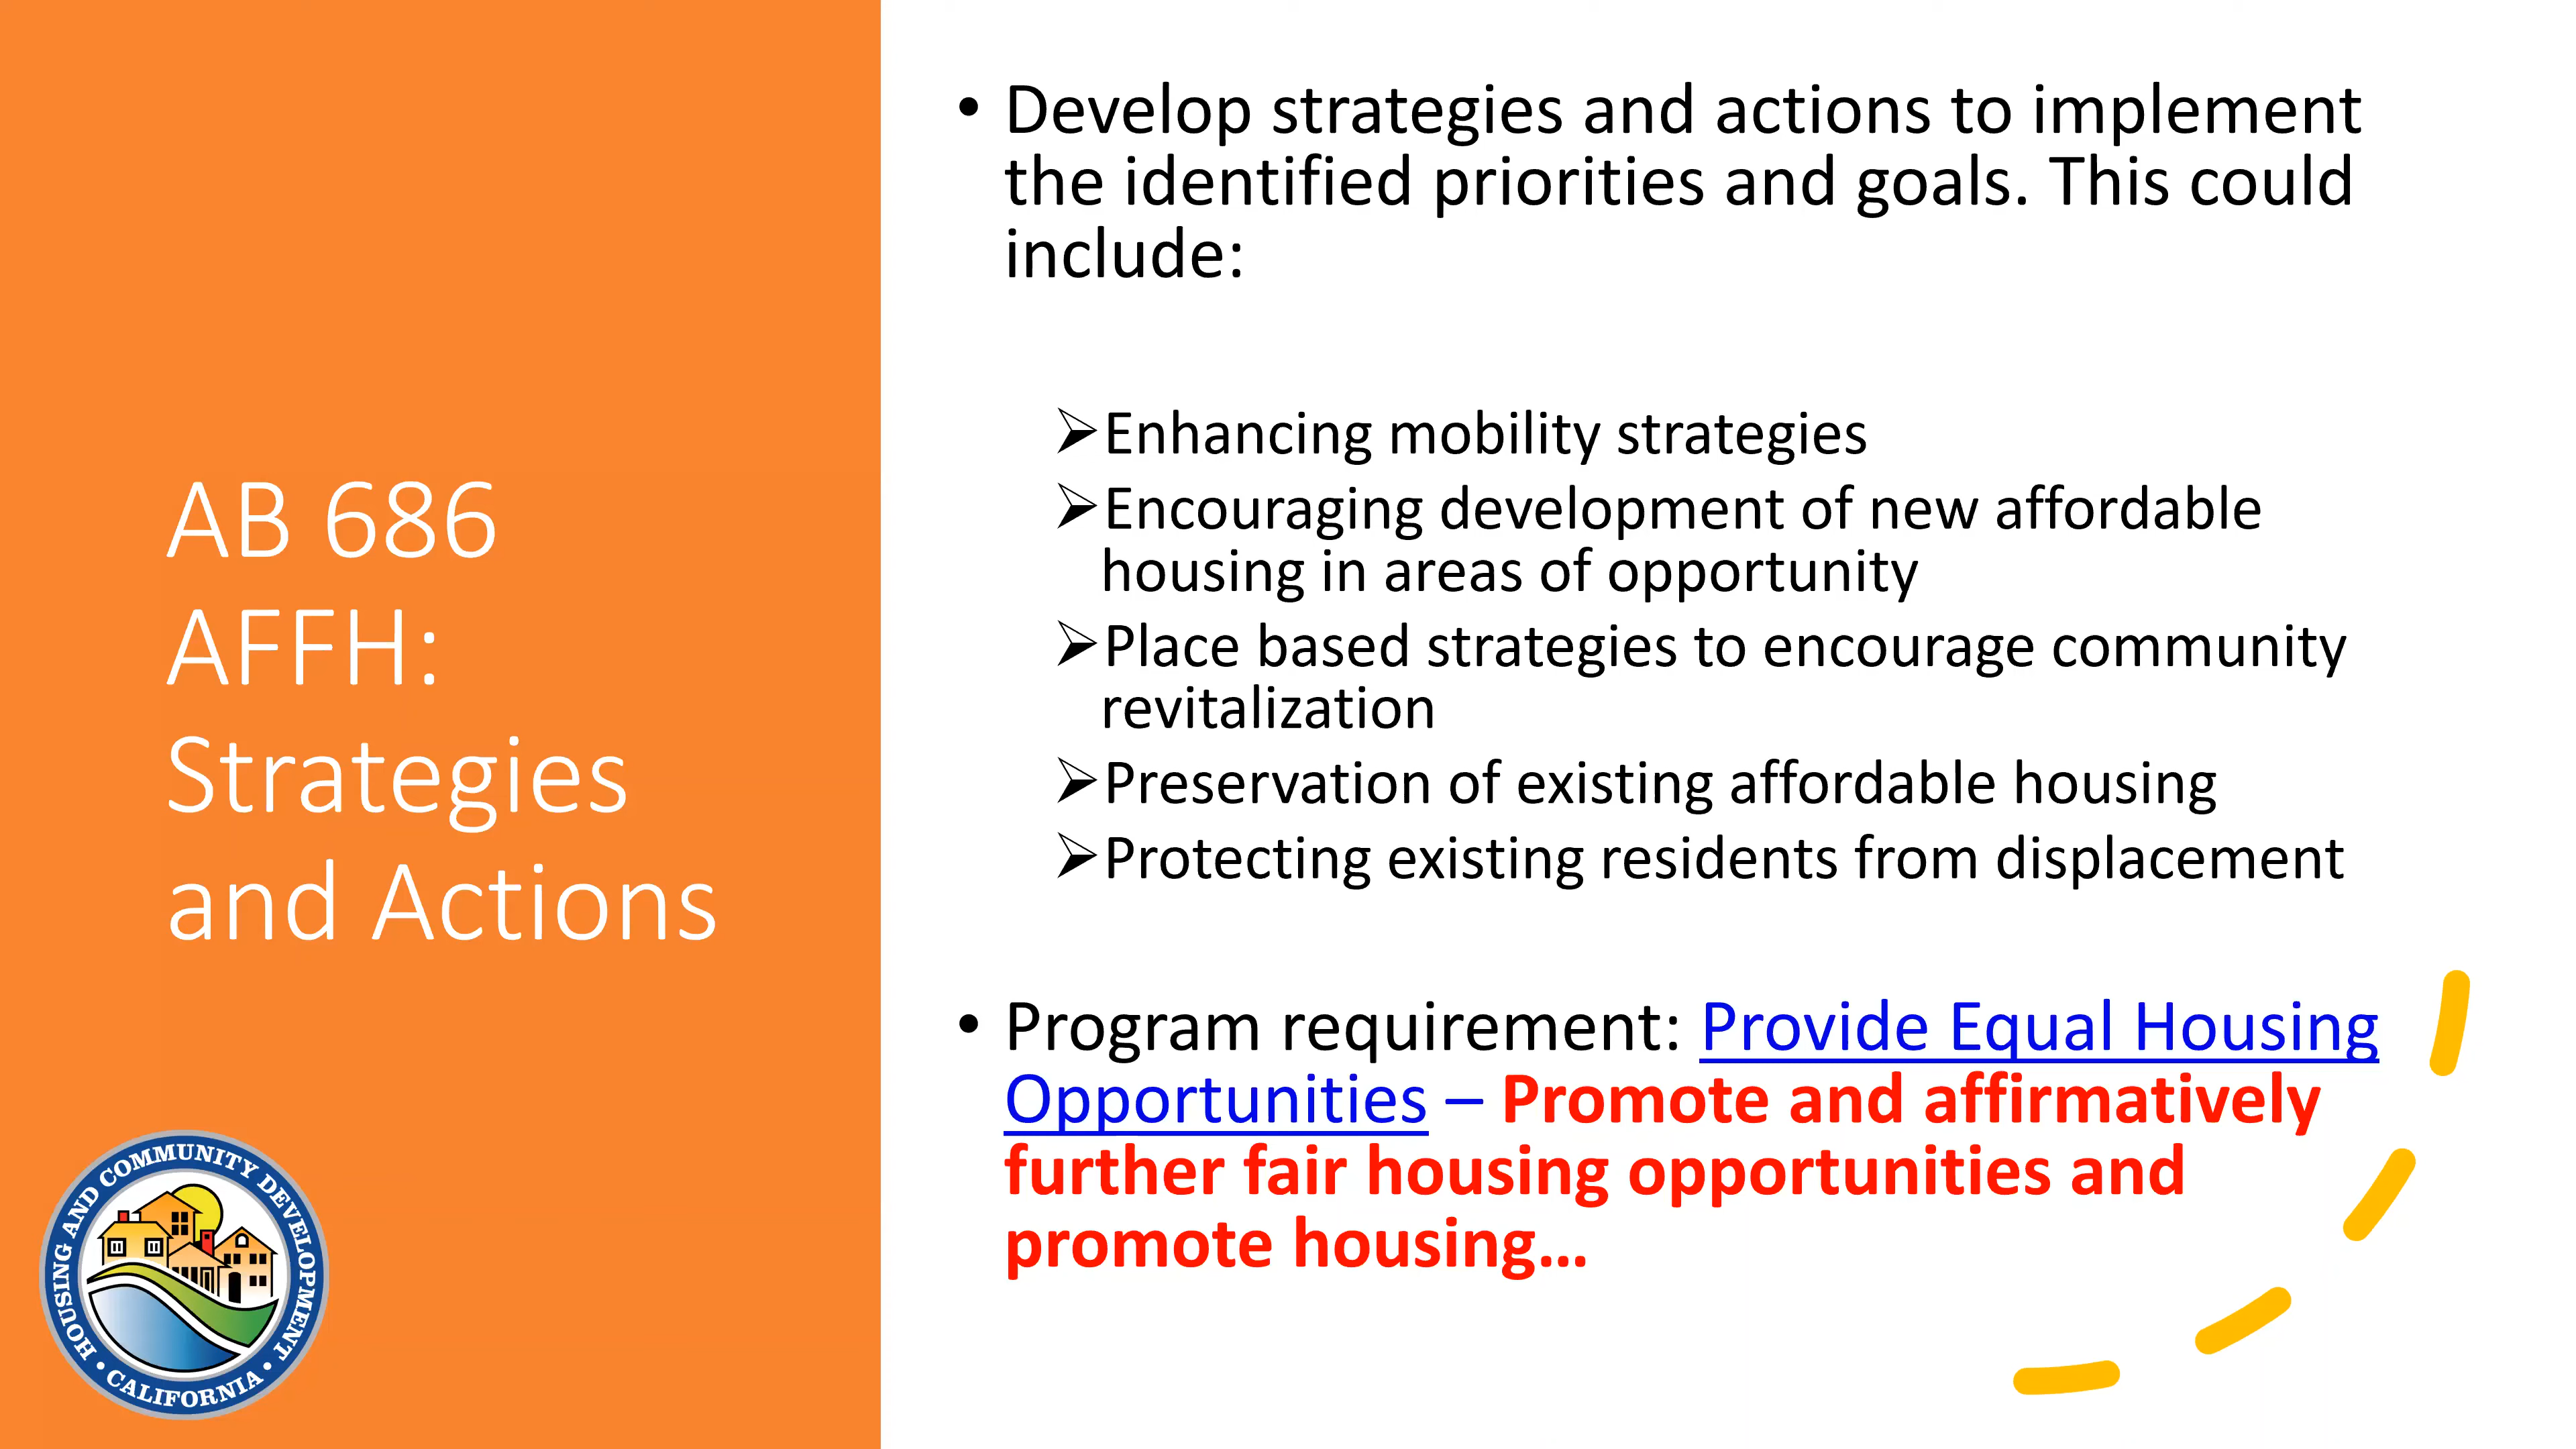 AB 686
AFFH:
Strategies
and Actions
HOUSING AND COMMUNITY DEVELOPMENT
• CALIFORNIA •
• Develop strategies and actions to implement
the identified priorities and goals. This could
include:
➢Enhancing mobility strategies
➢Encouraging development of new affordable
housing in areas of opportunity
➢Place based strategies to encourage community
revitalization
➢Preservation of existing affordable housing
➢Protecting existing residents from displacement
• Program requirement: Provide Equal Housing
Opportunities – Promote and affirmatively
further fair housing opportunities and
promote housing…